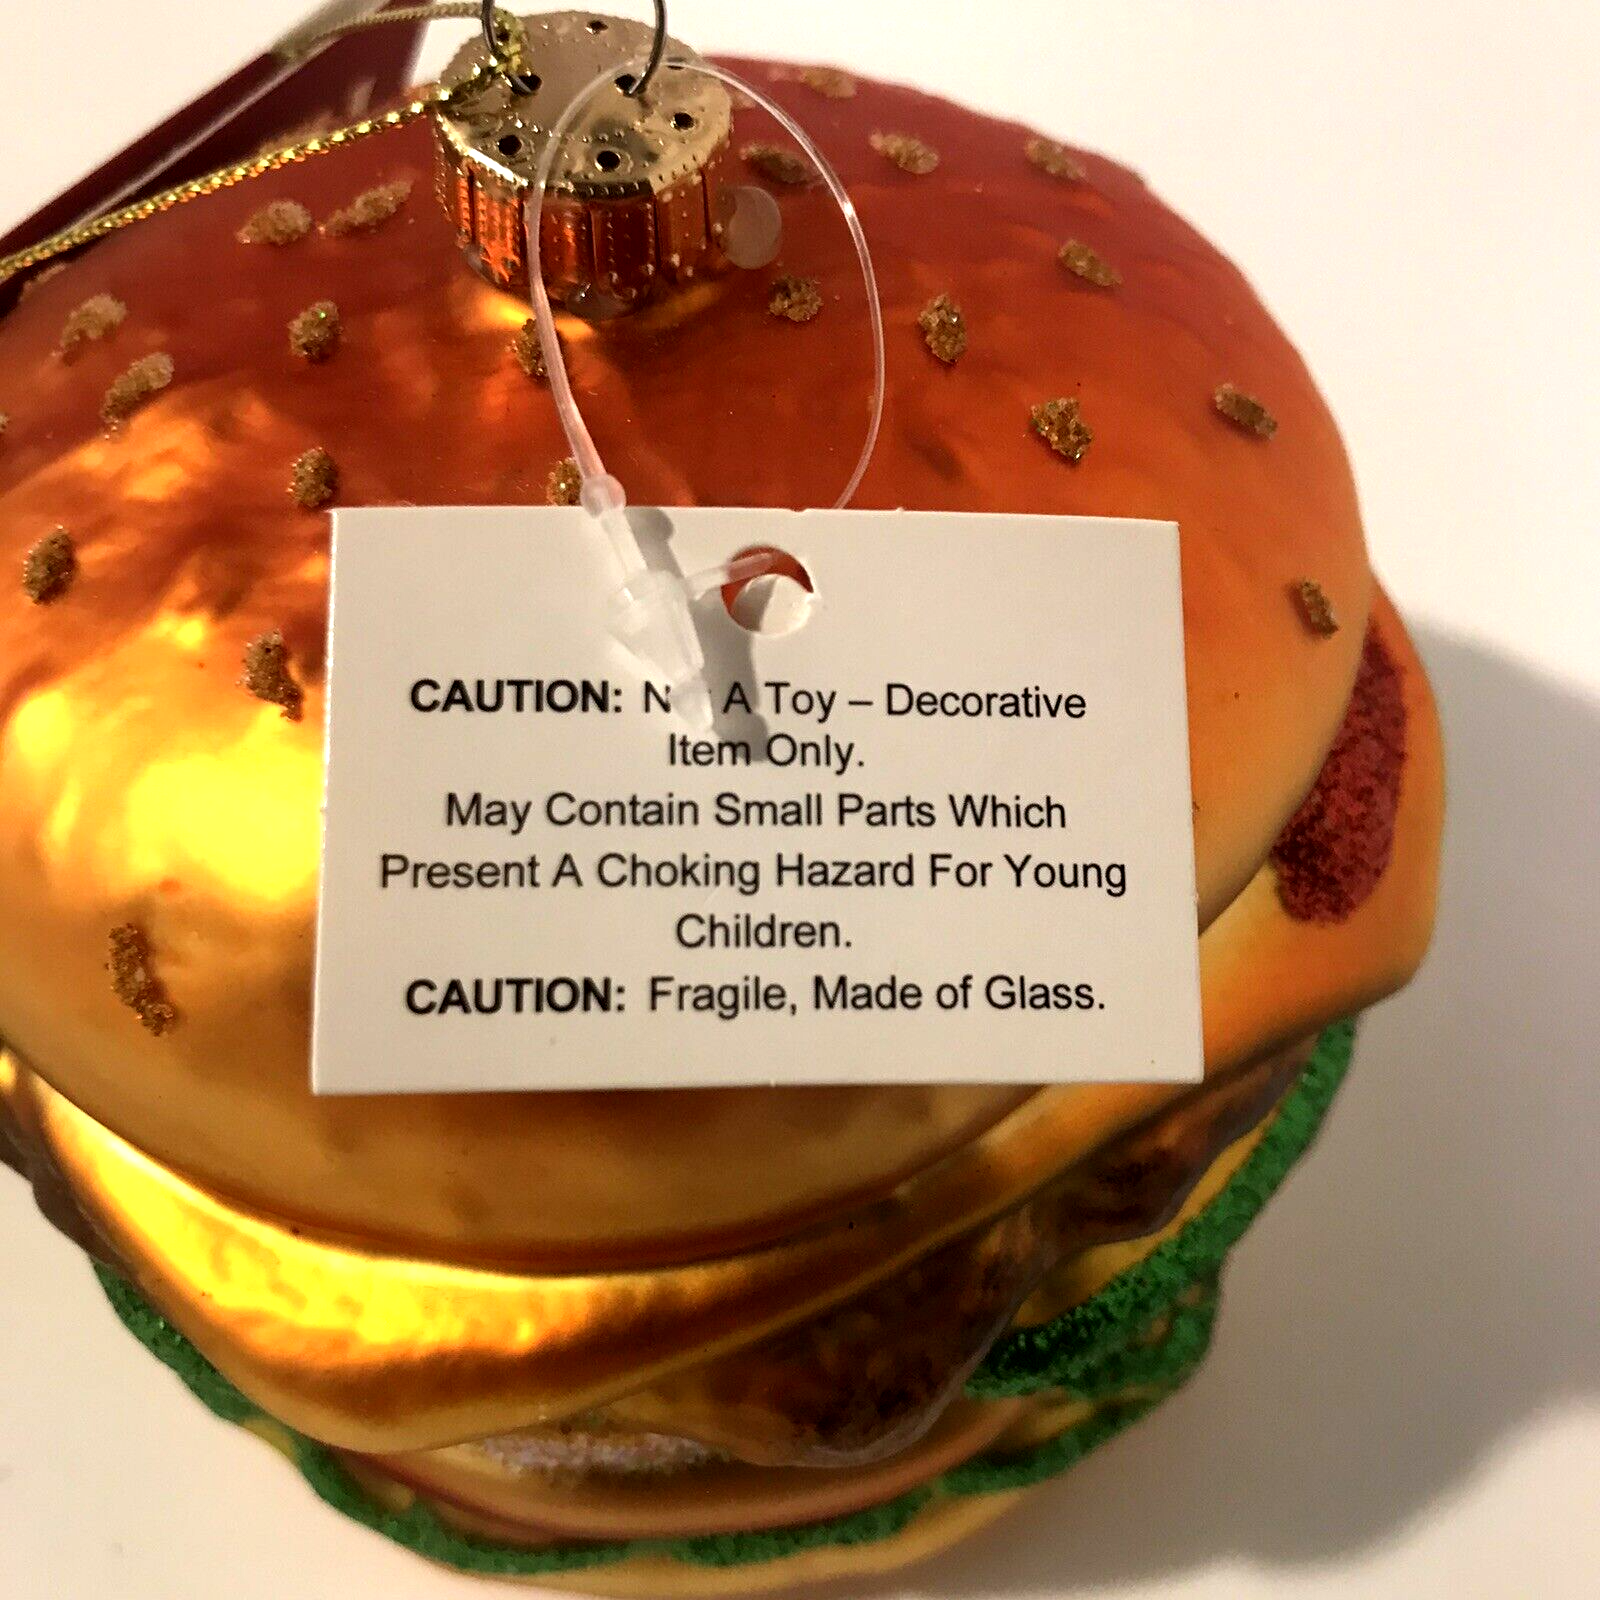 CAUTION: Not A Toy – Decorative
Item Only.
May Contain Small Parts Which
Present A Choking Hazard For Young
Children.
CAUTION: Fragile, Made of Glass.